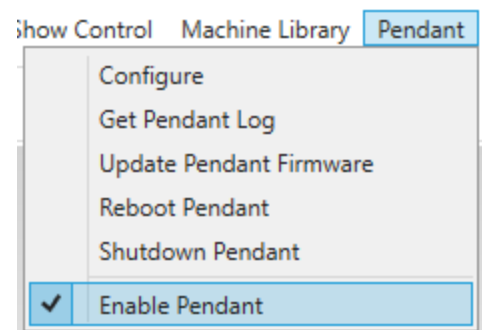 Show Control Machine Library Pendant
Configure
Get Pendant Log
Update Pendant Firmware
Reboot Pendant
Shutdown Pendant
Enable Pendant